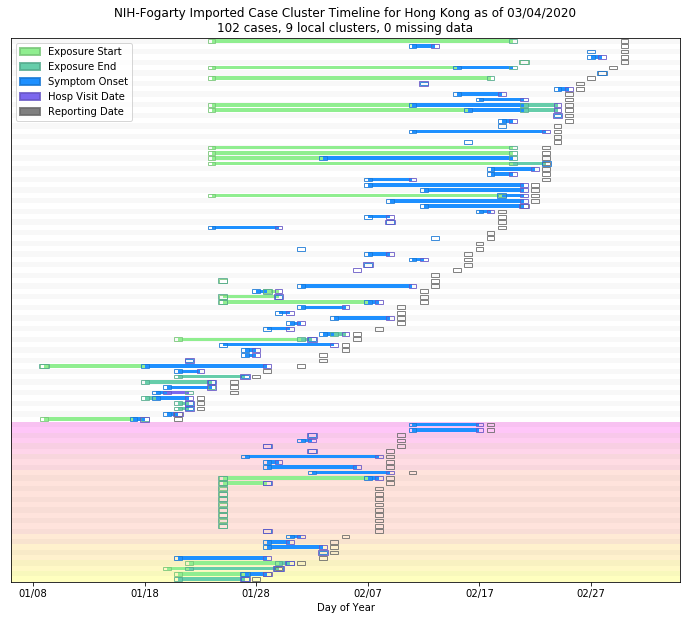 NIH-Fogarty Imported Case Cluster Timeline for Hong Kong as of 03/04/2020
102 cases, 9 local clusters, 0 missing data
Exposure Start
Exposure End
Symptom Onset
Hosp Visit Date
Reporting Date
01/08 01/18 01/28 02/07 02/17 02/27
Day of Year